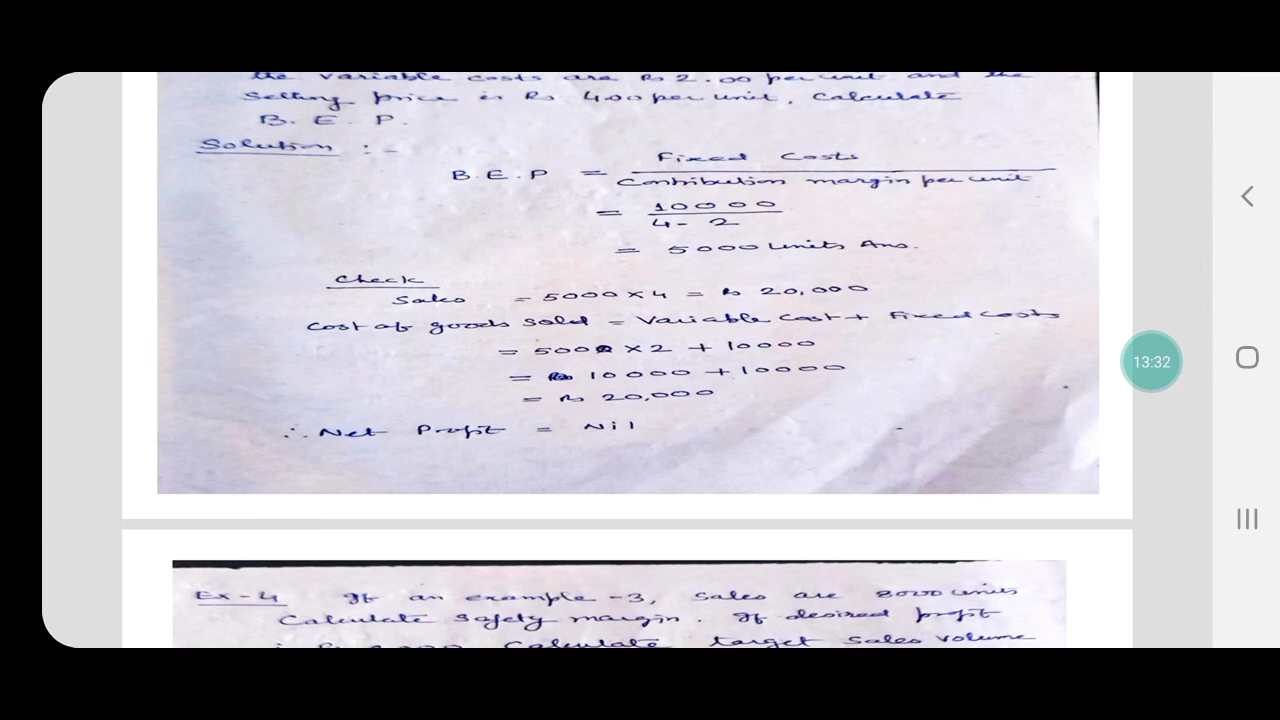 the variable costs are Rs 2.00 per unit and the
Selling price is Rs. 4.00 per unit. Calculate
B. E. P.
Solution :-
B.E.P = Fixed Costs
Contribution margin per unit
= 10000
4 - 2
= 5000 units Ans.
Check
Sales = 5000 × 4 = Rs 20,000
Cost of goods sold = Variable Cost + Fixed Costs
= 5000 × 2 + 10000
= Rs 10000 + 10000
= Rs 20,000
∴ Net Profit = Nil
13:32
Ex-4 If an example -3, Sales are 8000 units
Calculate Safety margin. If desired profit
Calculate target Sales volume